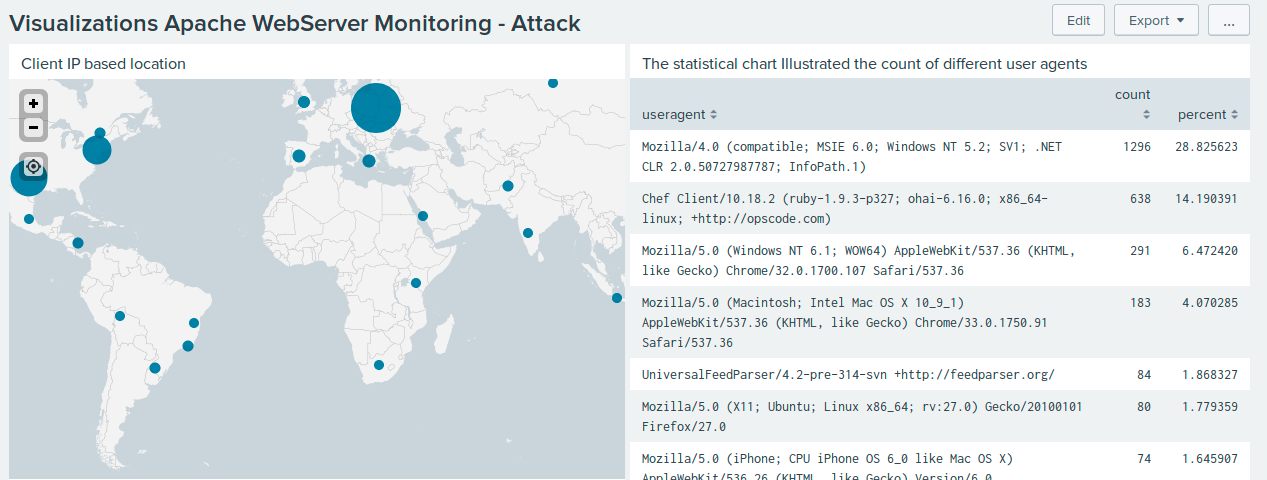 Visualizations Apache WebServer Monitoring - Attack
Edit
Export
...
Client IP based location
+
−
The statistical chart Illustrated the count of different user agents
useragent
count
percent
Mozilla/4.0 (compatible; MSIE 6.0; Windows NT 5.2; SV1; .NET
CLR 2.0.50727987787; InfoPath.1)
1296
28.825623
Chef Client/10.18.2 (ruby-1.9.3-p327; ohai-6.16.0; x86_64-
linux; +http://opscode.com)
638
14.190391
Mozilla/5.0 (Windows NT 6.1; WOW64) AppleWebKit/537.36 (KHTML,
like Gecko) Chrome/32.0.1700.107 Safari/537.36
291
6.472420
Mozilla/5.0 (Macintosh; Intel Mac OS X 10_9_1)
AppleWebKit/537.36 (KHTML, like Gecko) Chrome/33.0.1750.91
Safari/537.36
183
4.070285
UniversalFeedParser/4.2-pre-314-svn +http://feedparser.org/
84
1.868327
Mozilla/5.0 (X11; Ubuntu; Linux x86_64; rv:27.0) Gecko/20100101
Firefox/27.0
80
1.779359
Mozilla/5.0 (iPhone; CPU iPhone OS 6_0 like Mac OS X)
AppleWebKit/536.26 (KHTML, like Gecko) Version/6.0
74
1.645907